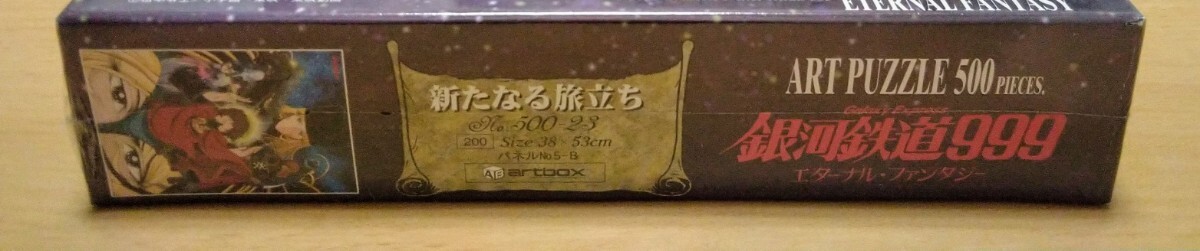 ETERNAL FANTASY
新たなる旅立ち
No. 500-23
200 Size 38×53cm
パネルNo.5-B
artbox
ART PUZZLE 500 PIECES.
Galaxy Express
銀河鉄道999
エターナル・ファンタジー